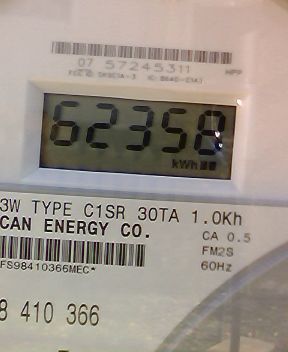 07 57245311
HPP
62358
kWh
3W TYPE C1SR 30TA 1.0Kh
CAN ENERGY CO.
CA 0.5
FM2S
60Hz
FS98410366MEC*
8 410 366